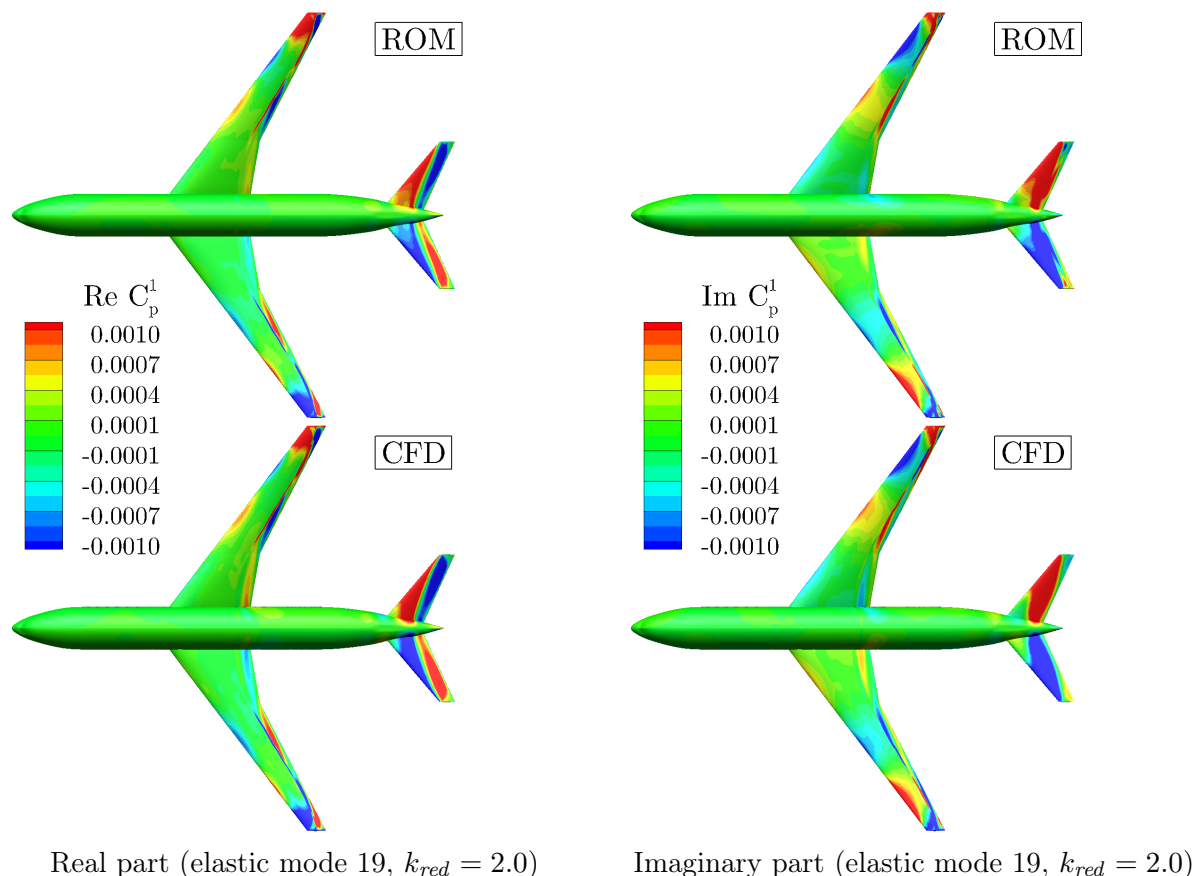 ROM
ROM
Re C_p^1
0.0010
0.0007
0.0004
0.0001
-0.0001
-0.0004
-0.0007
-0.0010
Im C_p^1
0.0010
0.0007
0.0004
0.0001
-0.0001
-0.0004
-0.0007
-0.0010
CFD
CFD
Real part (elastic mode 19, k_red = 2.0)
Imaginary part (elastic mode 19, k_red = 2.0)